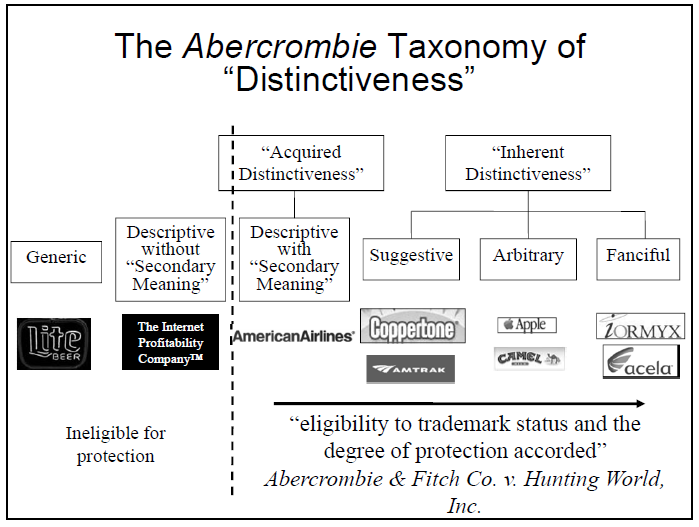 The Abercrombie Taxonomy of
“Distinctiveness”
“Acquired
Distinctiveness”
“Inherent
Distinctiveness”
Generic
Descriptive
without
“Secondary
Meaning”
Descriptive
with
“Secondary
Meaning”
Suggestive
Arbitrary
Fanciful
Lite
BEER
The Internet
Profitability
Company™
AmericanAirlines®
Coppertone®
AMTRAK
Apple
CAMEL
iORMYX
acela
Ineligible for
protection
“eligibility to trademark status and the
degree of protection accorded”
Abercrombie & Fitch Co. v. Hunting World,
Inc.